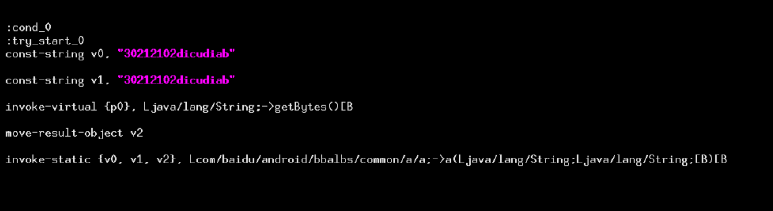 :cond_0
:try_start_0
const-string v0, "30212102dicudiab"
const-string v1, "30212102dicudiab"
invoke-virtual {p0}, Ljava/lang/String;->getBytes()[B
move-result-object v2
invoke-static {v0, v1, v2}, Lcom/baidu/android/bbalbs/common/a/a;->a(Ljava/lang/String;Ljava/lang/String;[B)[B